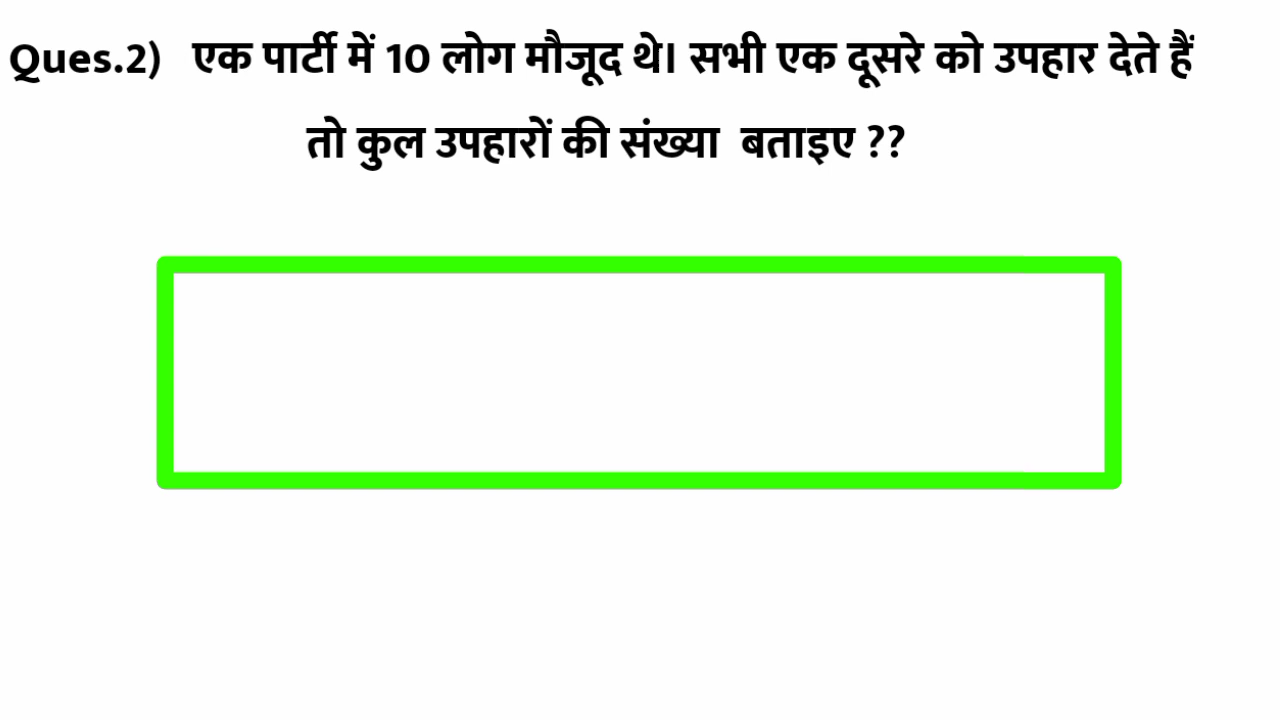 Ques.2) एक पार्टी में 10 लोग मौजूद थे। सभी एक दूसरे को उपहार देते हैं
तो कुल उपहारों की संख्या बताइए ??